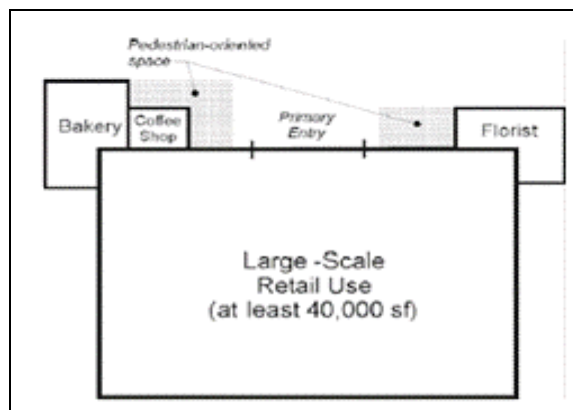 Pedestrian-oriented
space
Bakery
Coffee
Shop
Primary
Entry
Florist
Large -Scale
Retail Use
(at least 40,000 sf)